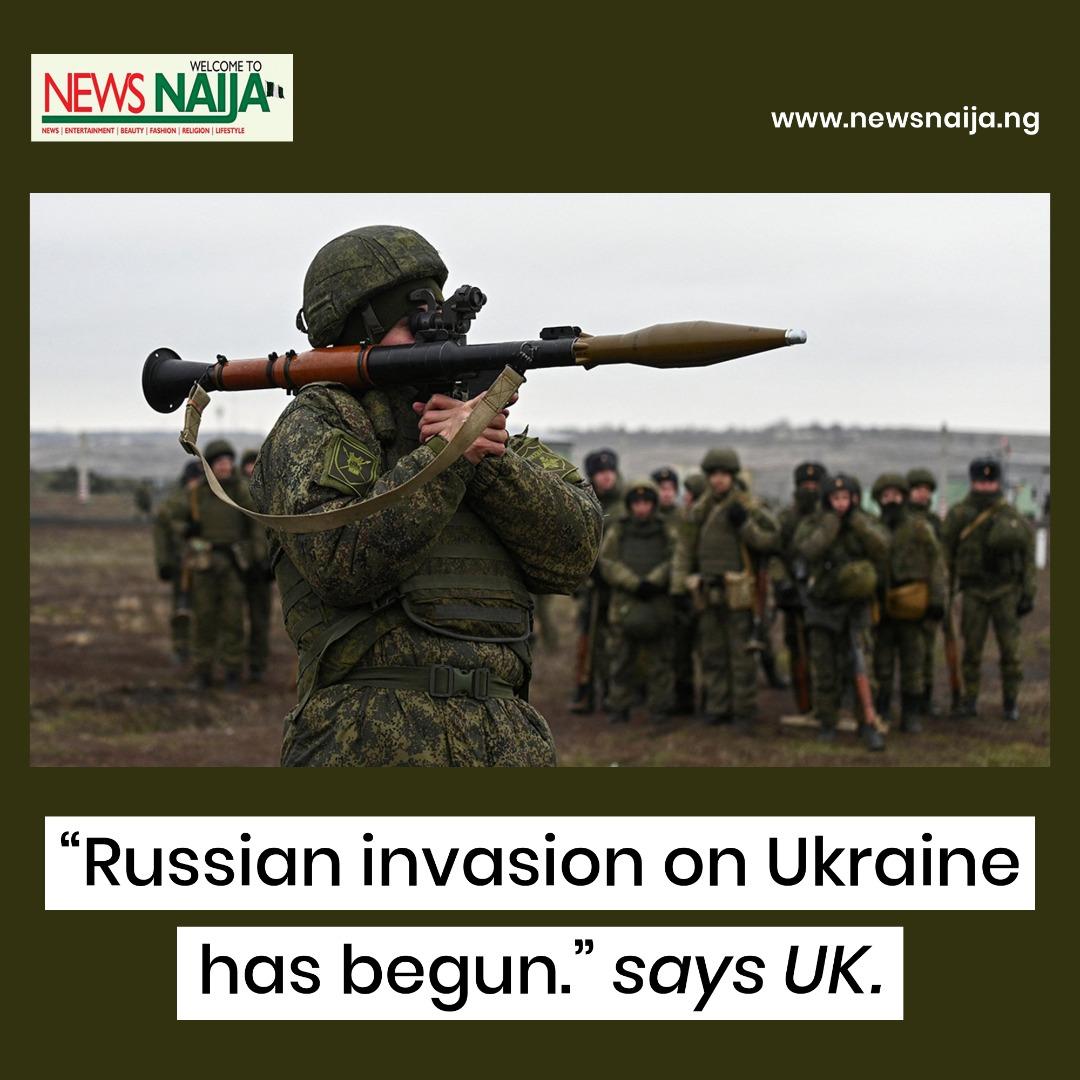 WELCOME TO
NEWS NAIJA
NEWS | ENTERTAINMENT | BEAUTY | FASHION | RELIGION | LIFESTYLE
www.newsnaija.ng
“Russian invasion on Ukraine
has begun.” says UK.